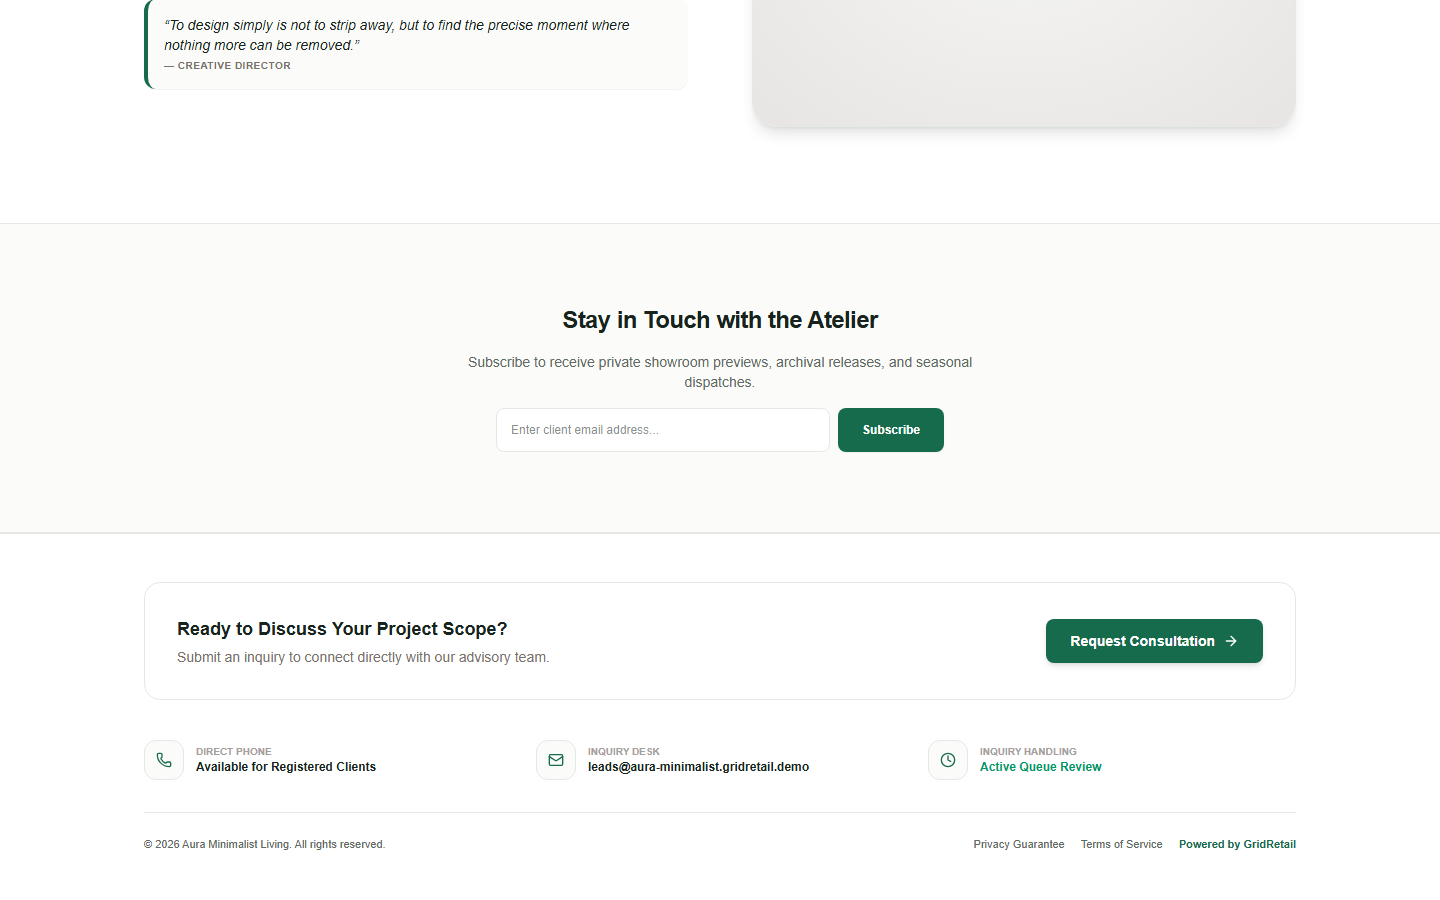 “To design simply is not to strip away, but to find the precise moment where
nothing more can be removed.”
— CREATIVE DIRECTOR
Stay in Touch with the Atelier
Subscribe to receive private showroom previews, archival releases, and seasonal
dispatches.
Enter client email address...
Subscribe
Ready to Discuss Your Project Scope?
Submit an inquiry to connect directly with our advisory team.
Request Consultation
DIRECT PHONE
Available for Registered Clients
INQUIRY DESK
leads@aura-minimalist.gridretail.demo
INQUIRY HANDLING
Active Queue Review
© 2026 Aura Minimalist Living. All rights reserved.
Privacy Guarantee
Terms of Service
Powered by GridRetail